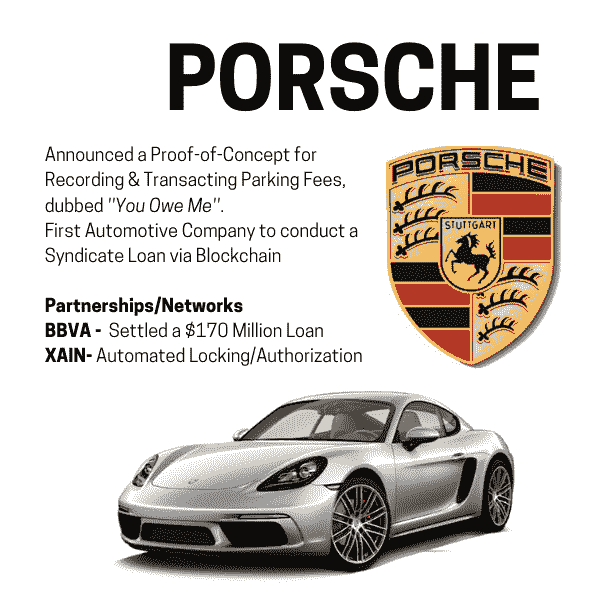 PORSCHE
Announced a Proof-of-Concept for
Recording & Transacting Parking Fees,
dubbed "You Owe Me".
First Automotive Company to conduct a
Syndicate Loan via Blockchain
Partnerships/Networks
BBVA - Settled a $170 Million Loan
XAIN- Automated Locking/Authorization
PORSCHE
STUTTGART